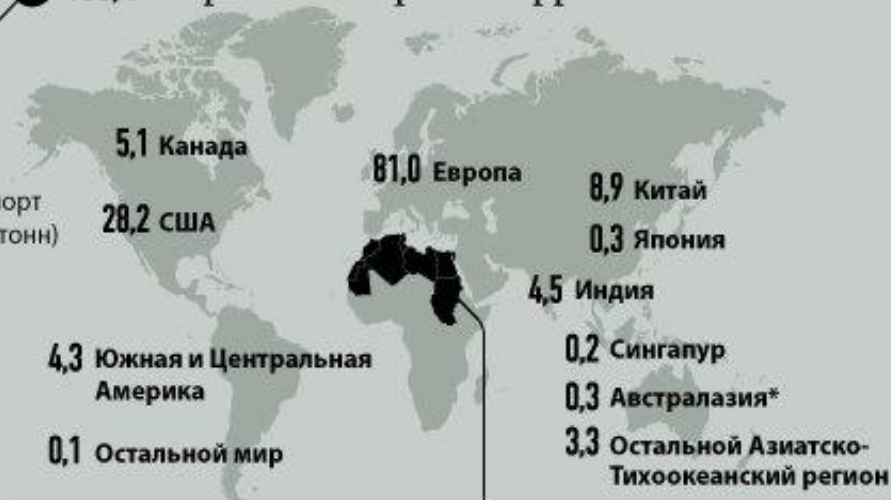 5,1 Канада
81,0 Европа
8,9 Китай
орт
28,2 США
тонн)
0,3 Япония
4,5 Индия
4,3 Южная и Центральная
Америка
0,2 Сингапур
0,3 Австралазия*
0,1 Остальной мир
3,3 Остальной Азиатско-
Тихоокеанский регион